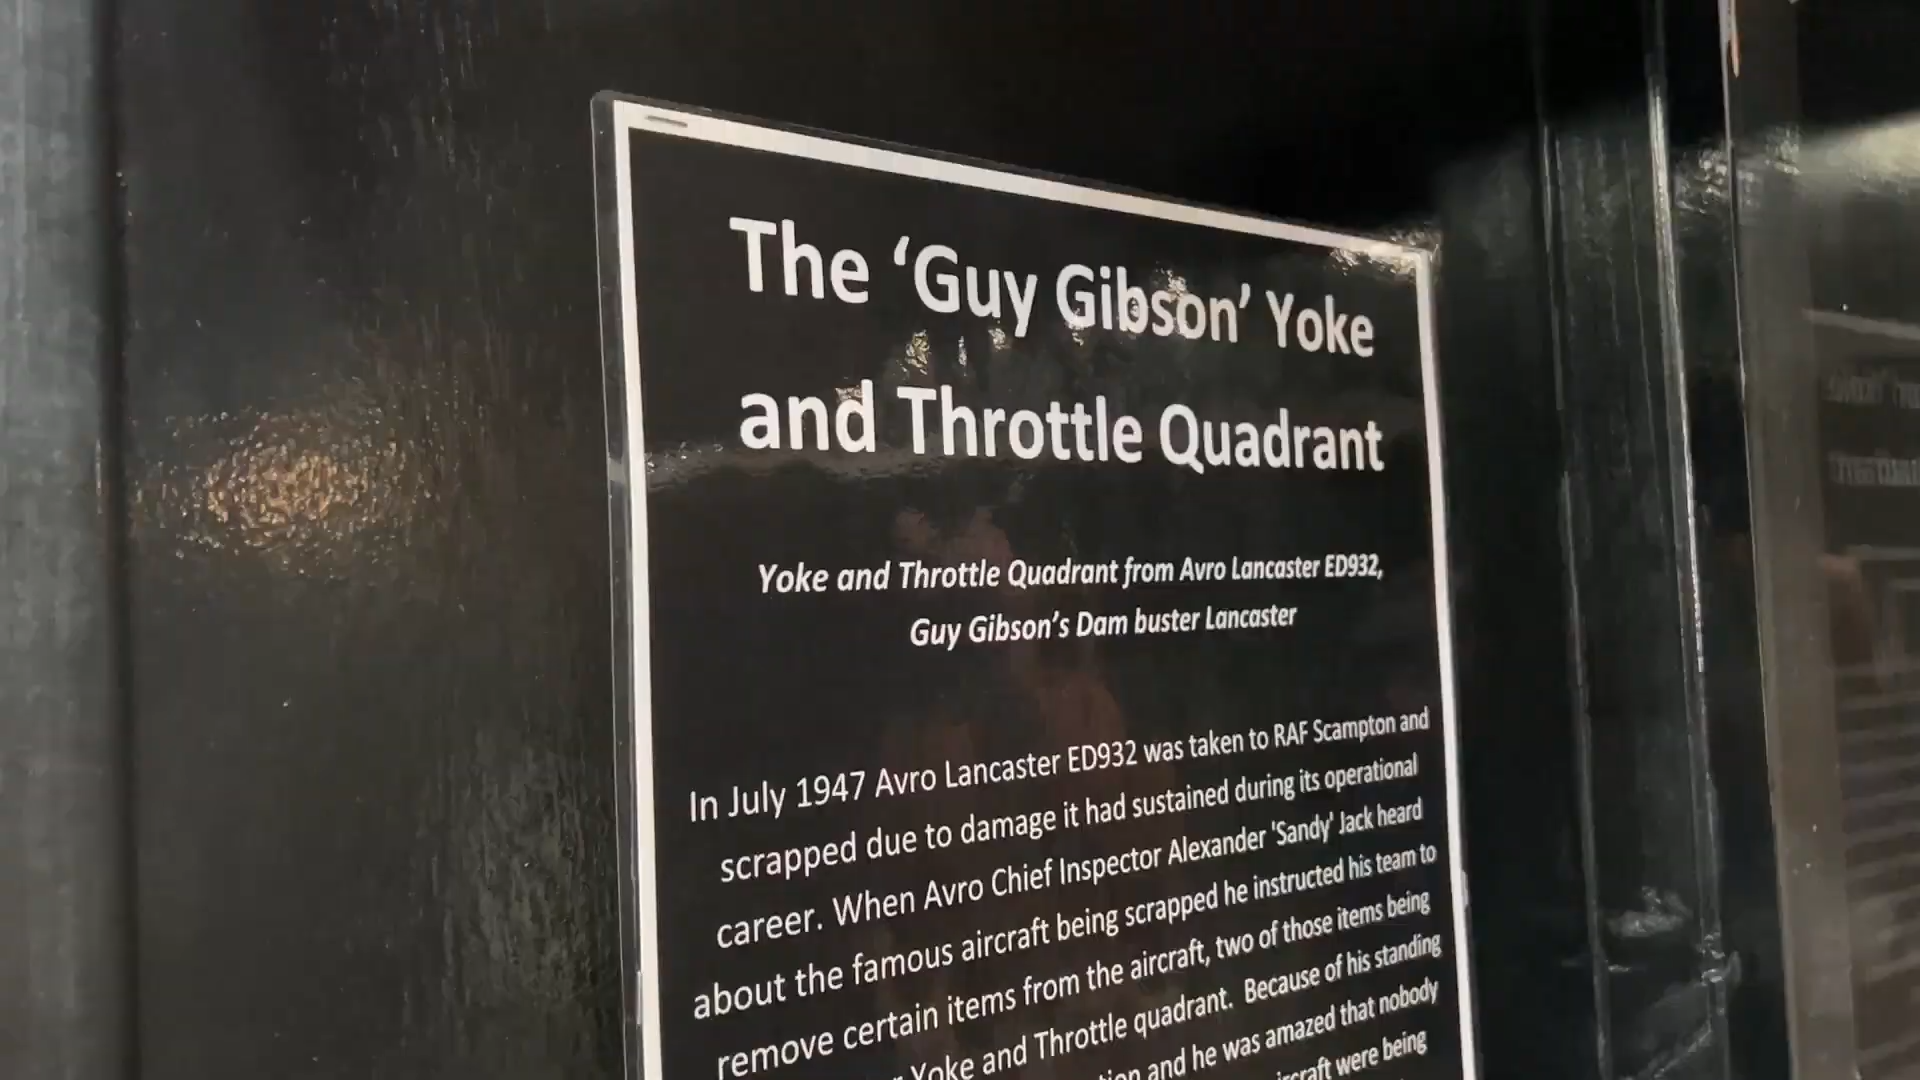 The ‘Guy Gibson’ Yoke
and Throttle Quadrant
Yoke and Throttle Quadrant from Avro Lancaster ED932,
Guy Gibson’s Dam buster Lancaster
In July 1947 Avro Lancaster ED932 was taken to RAF Scampton and
scrapped due to damage it had sustained during its operational
career. When Avro Chief Inspector Alexander 'Sandy' Jack heard
about the famous aircraft being scrapped he instructed his team to
remove certain items from the aircraft, two of those items being
Yoke and Throttle quadrant. Because of his standing
and he was amazed that nobody
were being